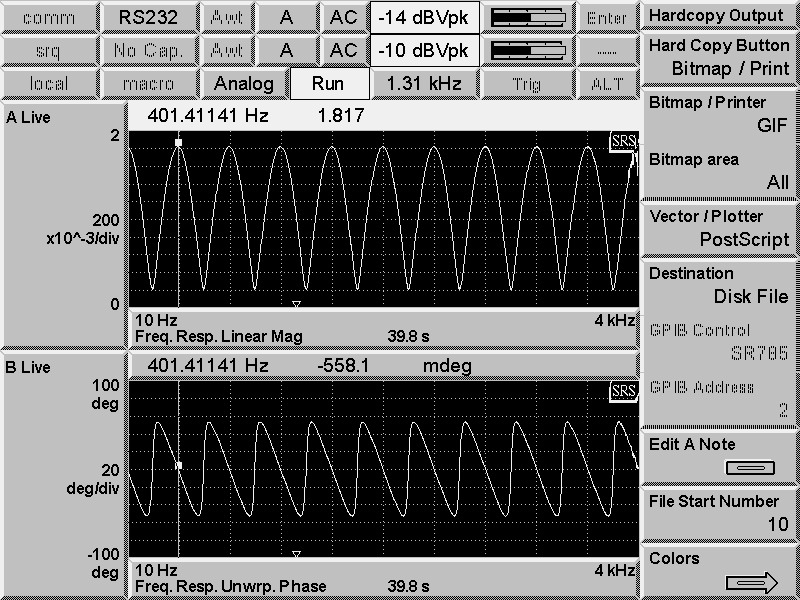 comm RS232 Awt A AC -14 dBVpk Enter
srq No Cap. Awt A AC -10 dBVpk ----
local macro Analog Run 1.31 kHz Trig ALT
Hardcopy Output
Hard Copy Button
Bitmap / Print
Bitmap / Printer
GIF
Bitmap area
All
Vector / Plotter
PostScript
Destination
Disk File
GPIB Control
SR785
GPIB Address
2
Edit A Note
File Start Number
10
Colors
A Live
401.41141 Hz 1.817
2
SRS
200
x10^-3/div
0
10 Hz 4 kHz
Freq. Resp. Linear Mag 39.8 s
B Live
401.41141 Hz -558.1 mdeg
100
deg
SRS
20
deg/div
-100
deg
10 Hz 4 kHz
Freq. Resp. Unwrp. Phase 39.8 s